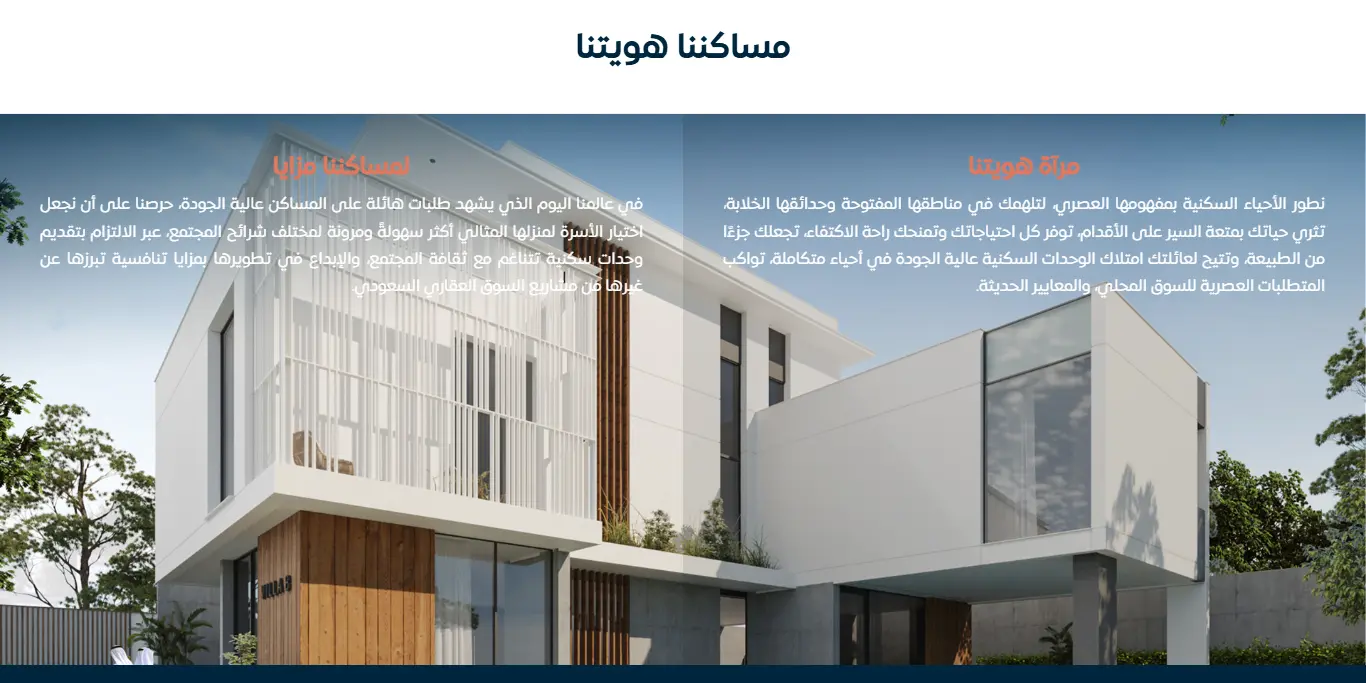 مساكننا هويتنا
مرآة هويتنا
نطور الأحياء السكنية بمفهومها العصري، لتلهمك في مناطقها المفتوحة وحدائقها الخلابة،
تثري حياتك بمتعة السير على الأقدام، توفر كل احتياجاتك وتمنحك راحة الاكتفاء، تجعلك جزءًا
من الطبيعة، وتتيح لعائلتك امتلاك الوحدات السكنية عالية الجودة في أحياء متكاملة، تواكب
المتطلبات العصرية للسوق المحلي، والمعايير الحديثة.
لمساكننا مزايا
في عالمنا اليوم الذي يشهد طلبات هائلة على المساكن عالية الجودة، حرصنا على أن نجعل
اختيار الأسرة لمنزلها المثالي أكثر سهولةً ومرونة لمختلف شرائح المجتمع، عبر الالتزام بتقديم
وحدات سكنية تتناغم مع ثقافة المجتمع، والإبداع في تطويرها بمزايا تنافسية تبرزها عن
غيرها من مشاريع السوق العقاري السعودي.
VILLA 8